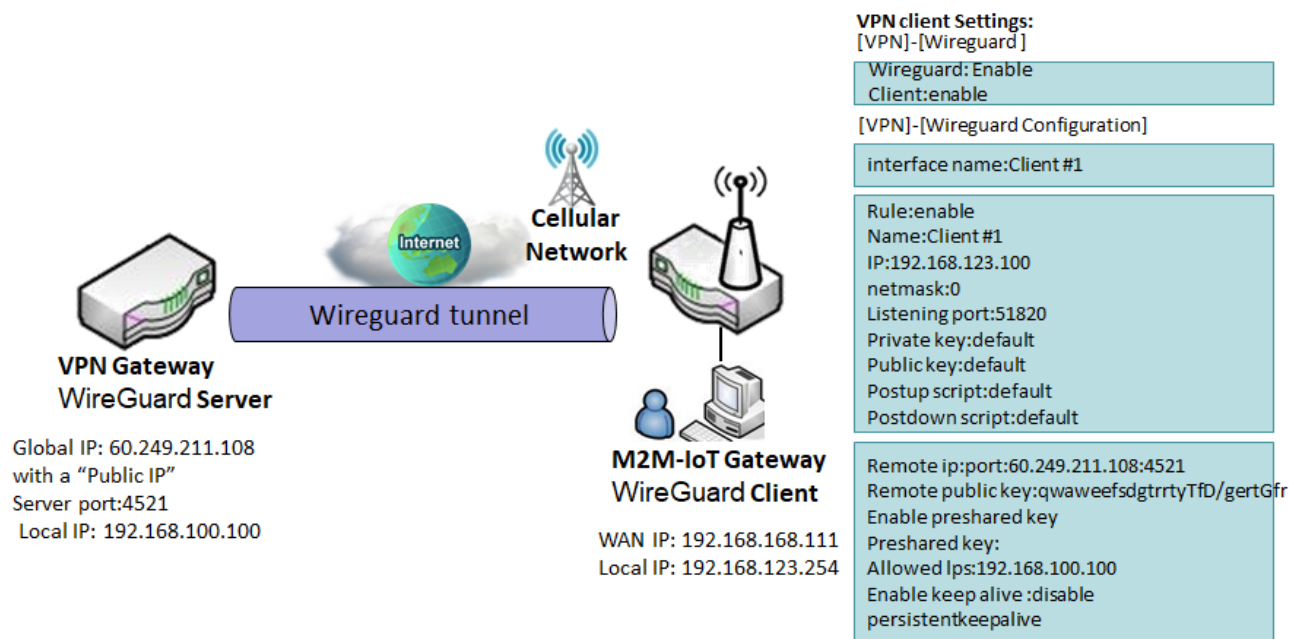 VPN client Settings:
[VPN]-[Wireguard ]
Wireguard: Enable
Client:enable
[VPN]-[Wireguard Configuration]
interface name:Client #1
Rule:enable
Name:Client #1
IP:192.168.123.100
netmask:0
Listening port:51820
Private key:default
Public key:default
Postup script:default
Postdown script:default
Remote ip:port:60.249.211.108:4521
Remote public key:qwaweefsdgtrrtyTfD/gertGfr
Enable preshared key
Preshared key:
Allowed Ips:192.168.100.100
Enable keep alive :disable
persistentkeepalive
Cellular
Network
Internet
Wireguard tunnel
VPN Gateway
WireGuard Server
Global IP: 60.249.211.108
with a “Public IP”
Server port:4521
Local IP: 192.168.100.100
M2M-IoT Gateway
WireGuard Client
WAN IP: 192.168.168.111
Local IP: 192.168.123.254